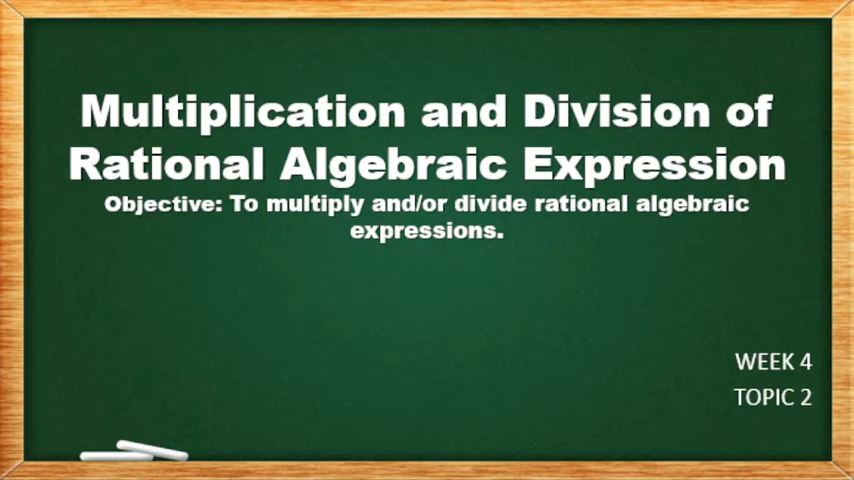 Multiplication and Division of
Rational Algebraic Expression
Objective: To multiply and/or divide rational algebraic
expressions.
WEEK 4
TOPIC 2